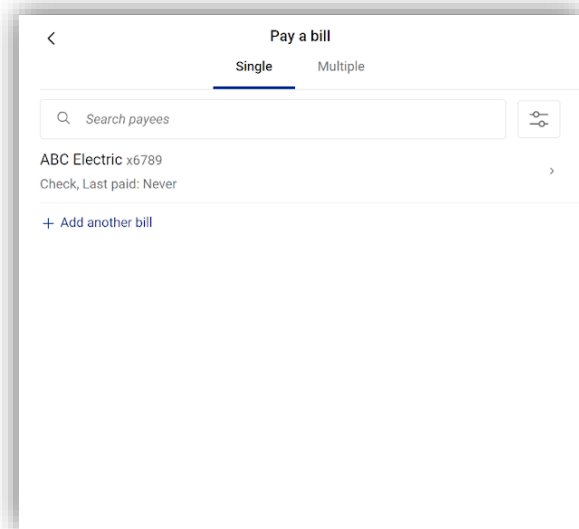 Pay a bill
Single Multiple
Search payees
ABC Electric x6789
Check, Last paid: Never
+ Add another bill